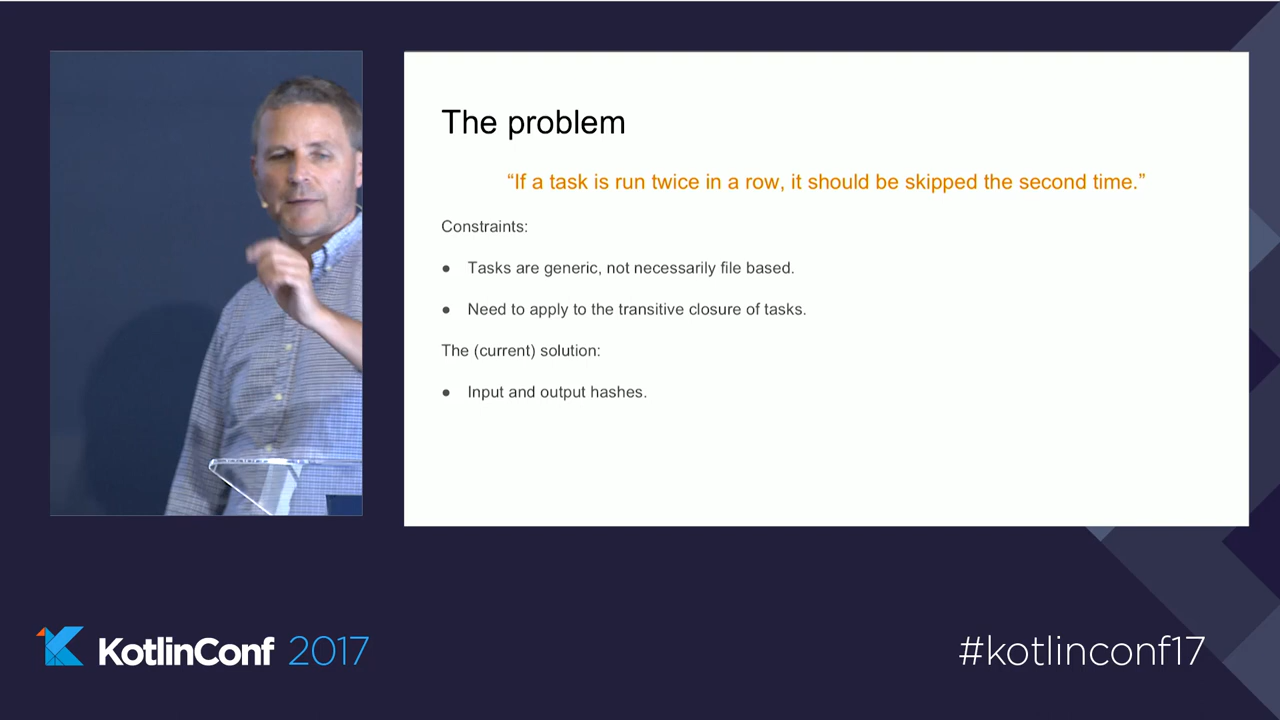 The problem
“If a task is run twice in a row, it should be skipped the second time.”
Constraints:
● Tasks are generic, not necessarily file based.
● Need to apply to the transitive closure of tasks.
The (current) solution:
● Input and output hashes.
KotlinConf 2017
#kotlinconf17